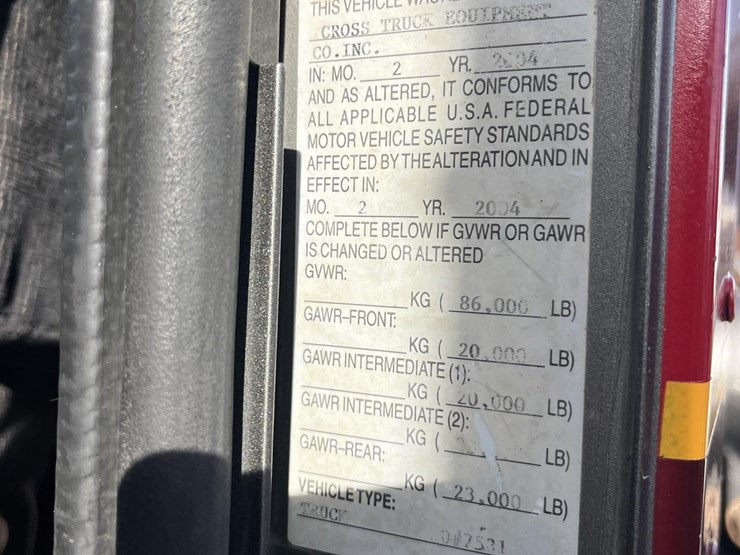 THIS VEHICLE
CROSS TRUCK EQUIPMENT
CO. INC.
IN: MO. 2 YR. 2004
AND AS ALTERED, IT CONFORMS TO
ALL APPLICABLE U.S.A. FEDERAL
MOTOR VEHICLE SAFETY STANDARDS
AFFECTED BY THE ALTERATION AND IN
EFFECT IN:
MO. 2 YR. 2004
COMPLETE BELOW IF GVWR OR GAWR
IS CHANGED OR ALTERED
GVWR:
KG ( 86,000 LB)
GAWR-FRONT:
KG ( 20,000 LB)
GAWR INTERMEDIATE (1):
KG ( 20,000 LB)
GAWR INTERMEDIATE (2):
KG ( LB)
GAWR-REAR:
KG ( 23,000 LB)
VEHICLE TYPE:
TRUCK